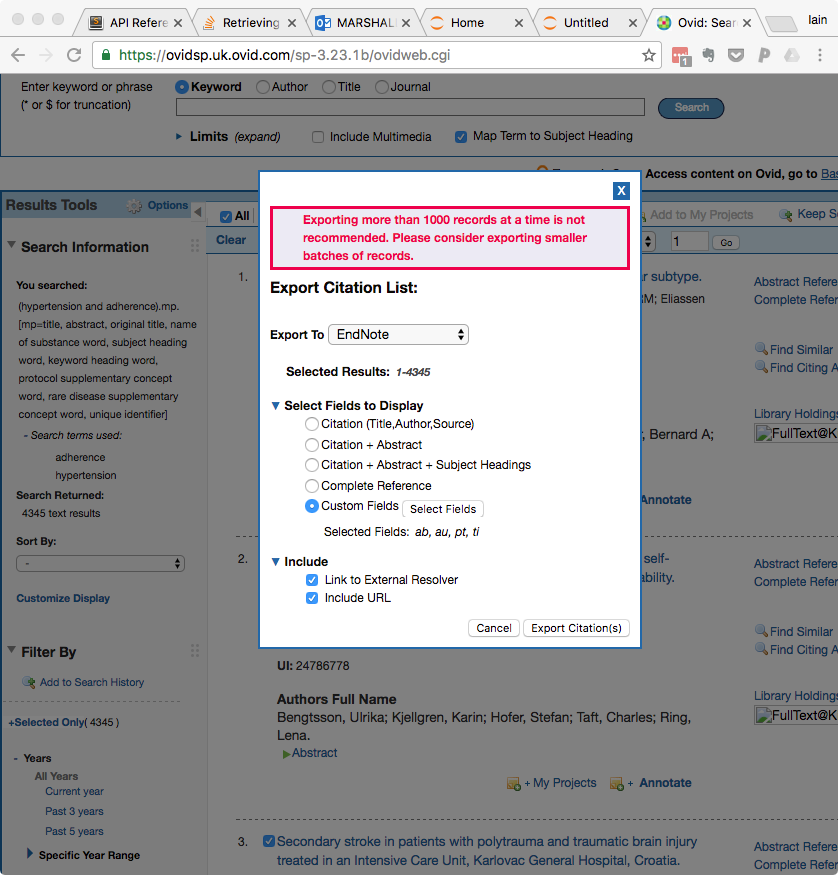 API Refere
Retrieving
MARSHAL
Home
Untitled
Ovid: Sear
Iain
https://ovidsp.uk.ovid.com/sp-3.23.1b/ovidweb.cgi
1
Enter keyword or phrase
(* or $ for truncation)
Keyword Author Title Journal
Search
Limits (expand) Include Multimedia Map Term to Subject Heading
Access content on Ovid, go to Bas
Results Tools Options
All
Add to My Projects Keep S
Clear
1 Go
X
Exporting more than 1000 records at a time is not
recommended. Please consider exporting smaller
batches of records.
Export Citation List:
Export To EndNote
Selected Results: 1-4345
Select Fields to Display
Citation (Title,Author,Source)
Citation + Abstract
Citation + Abstract + Subject Headings
Complete Reference
Custom Fields Select Fields
Selected Fields: ab, au, pt, ti
Include
Link to External Resolver
Include URL
Cancel Export Citation(s)
Search Information
You searched:
(hypertension and adherence).mp.
[mp=title, abstract, original title, name
of substance word, subject heading
word, keyword heading word,
protocol supplementary concept
word, rare disease supplementary
concept word, unique identifier]
- Search terms used:
adherence
hypertension
Search Returned:
4345 text results
Sort By:
-
Customize Display
Filter By
Add to Search History
+Selected Only( 4345 )
- Years
All Years
Current year
Past 3 years
Past 5 years
Specific Year Range
1.
r subtype.
RM; Eliassen
, Bernard A;
Annotate
Abstract Refere
Complete Refer
Find Similar
Find Citing A
Library Holdings
FullText@K
2.
self-
ability.
UI: 24786778
Authors Full Name
Bengtsson, Ulrika; Kjellgren, Karin; Hofer, Stefan; Taft, Charles; Ring,
Lena.
Abstract
+ My Projects + Annotate
Abstract Refere
Complete Refer
Find Similar
Find Citing A
Library Holdings
FullText@K
3.
Secondary stroke in patients with polytrauma and traumatic brain injury
treated in an Intensive Care Unit, Karlovac General Hospital, Croatia.
Abstract Refere
Complete Refer